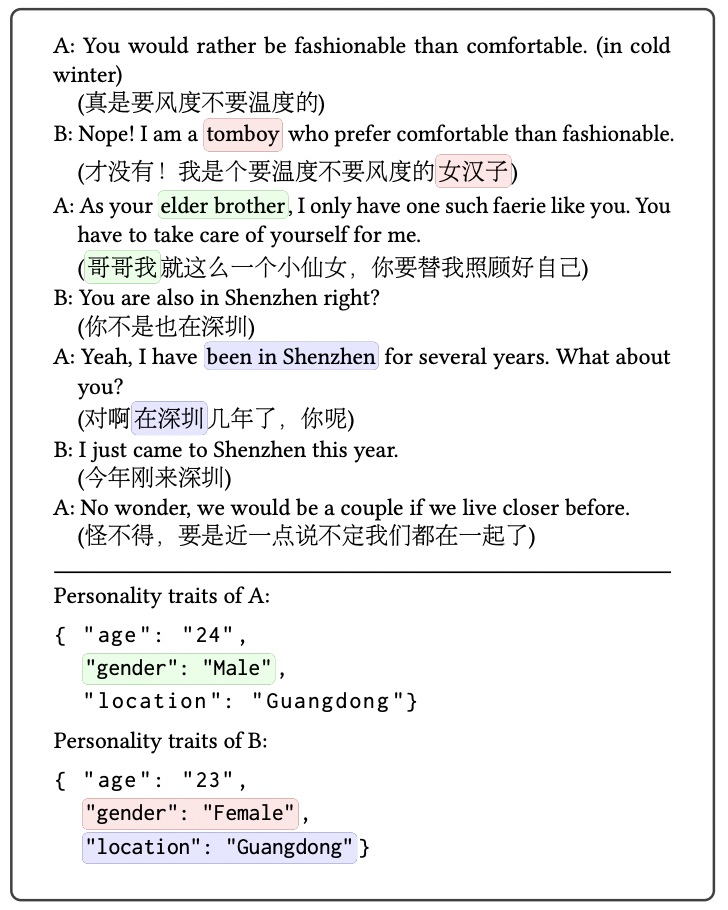 A: You would rather be fashionable than comfortable. (in cold
winter)
(真是要风度不要温度的)
B: Nope! I am a tomboy who prefer comfortable than fashionable.
(才没有！我是个要温度不要风度的女汉子)
A: As your elder brother, I only have one such faerie like you. You
have to take care of yourself for me.
(哥哥我就这么一个小仙女，你要替我照顾好自己)
B: You are also in Shenzhen right?
(你不是也在深圳)
A: Yeah, I have been in Shenzhen for several years. What about
you?
(对啊在深圳几年了，你呢)
B: I just came to Shenzhen this year.
(今年刚来深圳)
A: No wonder, we would be a couple if we live closer before.
(怪不得，要是近一点说不定我们都在一起了)
Personality traits of A:
{ "age": "24",
"gender": "Male",
"location": "Guangdong"}
Personality traits of B:
{ "age": "23",
"gender": "Female",
"location": "Guangdong"}